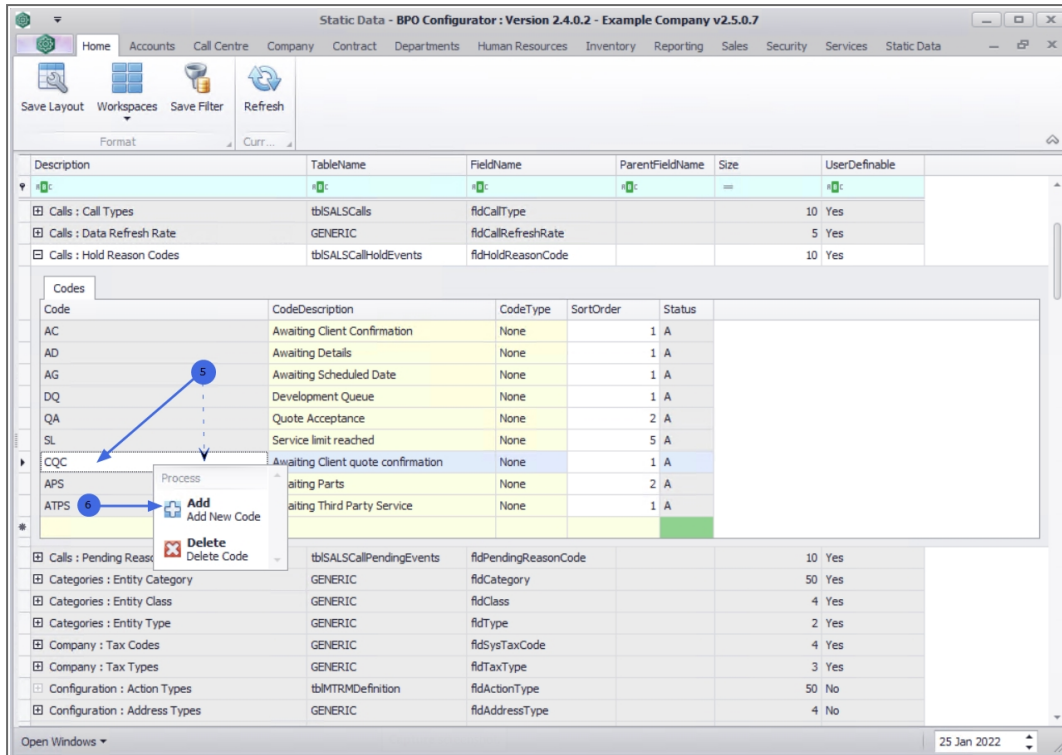 Static Data - BPO Configurator : Version 2.4.0.2 - Example Company v2.5.0.7
Home Accounts Call Centre Company Contract Departments Human Resources Inventory Reporting Sales Security Services Static Data
Save Layout Workspaces Save Filter Refresh
Format Curr...
Description TableName FieldName ParentFieldName Size UserDefinable
ABC ABC ABC ABC = ABC
Calls : Call Types tblSALSCalls fldCallType 10 Yes
Calls : Data Refresh Rate GENERIC fldCallRefreshRate 5 Yes
Calls : Hold Reason Codes tblSALSCallHoldEvents fldHoldReasonCode 10 Yes
Codes
Code CodeDescription CodeType SortOrder Status
AC Awaiting Client Confirmation None 1 A
AD Awaiting Details None 1 A
AG Awaiting Scheduled Date None 1 A
5
DQ Development Queue None 1 A
QA Quote Acceptance None 2 A
SL Service limit reached None 5 A
CQC Awaiting Client quote confirmation None 1 A
Process
APS aiting Parts None 2 A
ATPS 6 Add aiting Third Party Service None 1 A
Add New Code
Delete
Delete Code
Calls : Pending Reaso tblSALSCallPendingEvents fldPendingReasonCode 10 Yes
Categories : Entity Category GENERIC fldCategory 50 Yes
Categories : Entity Class GENERIC fldClass 4 Yes
Categories : Entity Type GENERIC fldType 2 Yes
Company : Tax Codes GENERIC fldSysTaxCode 4 Yes
Company : Tax Types GENERIC fldTaxType 3 Yes
Configuration : Action Types tblMTRMDefinition fldActionType 50 No
Configuration : Address Types GENERIC fldAddressType 4 No
Open Windows 25 Jan 2022